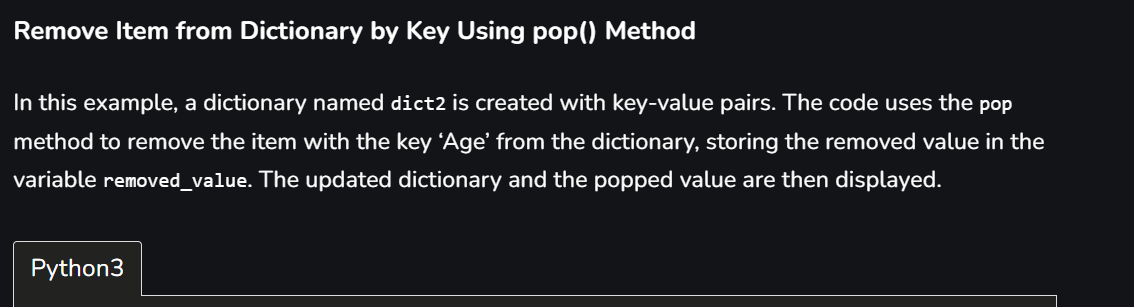 Remove Item from Dictionary by Key Using pop() Method
In this example, a dictionary named dict2 is created with key-value pairs. The code uses the pop
method to remove the item with the key ‘Age’ from the dictionary, storing the removed value in the
variable removed_value. The updated dictionary and the popped value are then displayed.
Python3